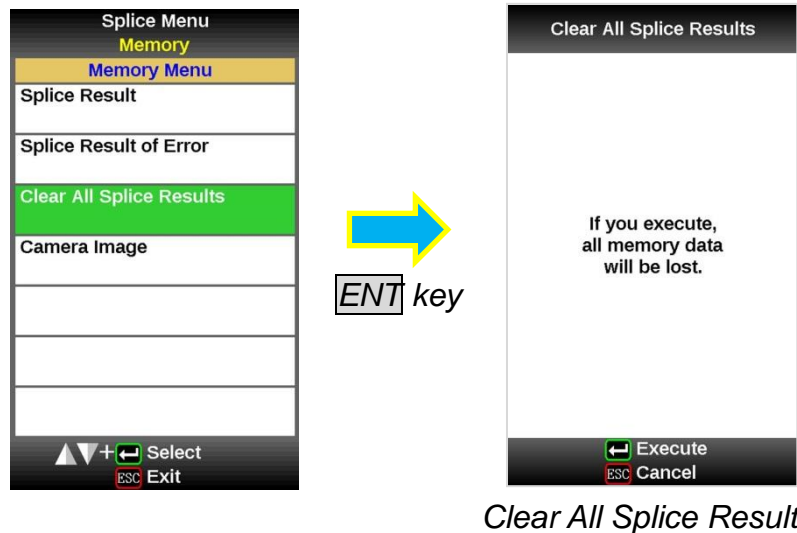 Splice Menu
Memory
Memory Menu
Splice Result
Splice Result of Error
Clear All Splice Results
Camera Image
+ Select
ESC Exit
ENT key
Clear All Splice Results
If you execute,
all memory data
will be lost.
Execute
ESC Cancel
Clear All Splice Result